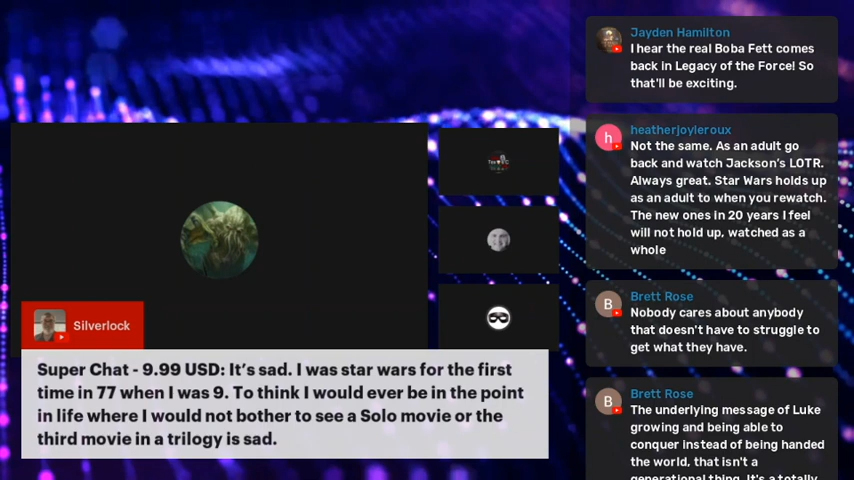 Jayden Hamilton
I hear the real Boba Fett comes
back in Legacy of the Force! So
that'll be exciting.
h
heatherjoyleroux
Not the same. As an adult go
back and watch Jackson's LOTR.
Always great. Star Wars holds up
as an adult to when you rewatch.
The new ones in 20 years I feel
will not hold up, watched as a
whole
B
Brett Rose
Nobody cares about anybody
that doesn't have to struggle to
get what they have.
B
Brett Rose
The underlying message of Luke
growing and being able to
conquer instead of being handed
the world, that isn't a
generational thing. It's a totally
Silverlock
Super Chat - 9.99 USD: It's sad. I was star wars for the first
time in 77 when I was 9. To think I would ever be in the point
in life where I would not bother to see a Solo movie or the
third movie in a trilogy is sad.